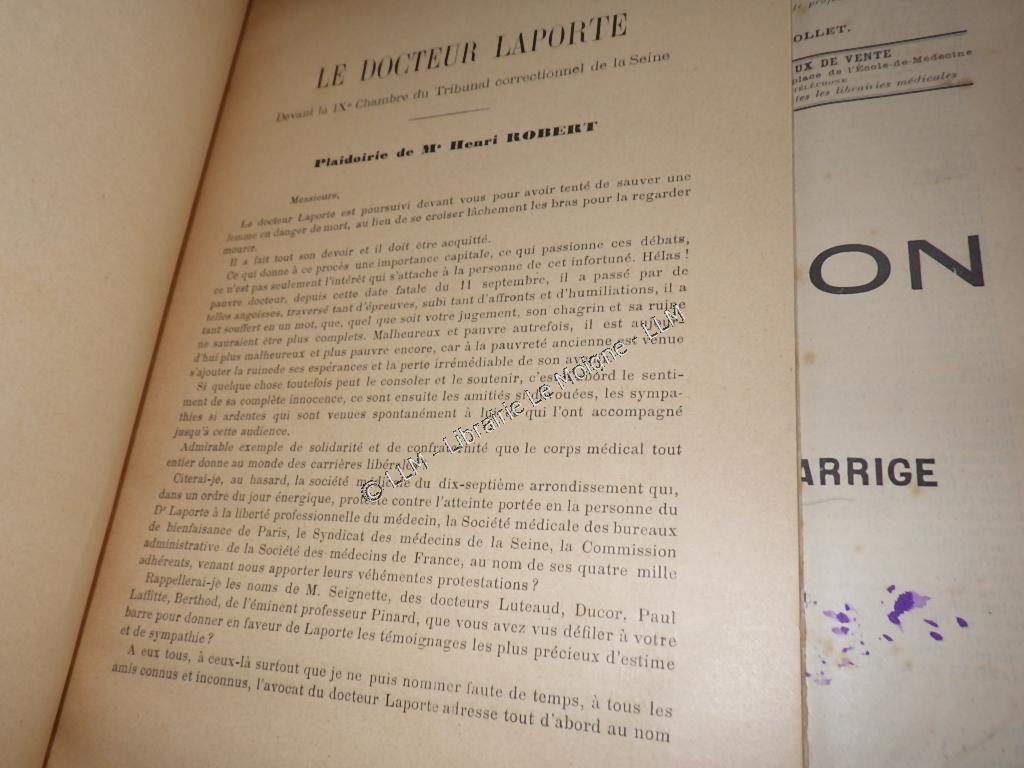 LE DOCTEUR LAPORTE
Devant la IXe Chambre du Tribunal correctionnel de la Seine
Plaidoirie de Me Henri ROBERT
Messieurs,
Le docteur Laporte est poursuivi devant vous pour avoir tenté de sauver une
femme en danger de mort, au lieu de se croiser lâchement les bras pour la regarder
mourir.
Il a fait tout son devoir et il doit être acquitté.
Ce qui donne à ce procès une importance capitale, ce qui passionne ces débats,
ce n'est pas seulement l'intérêt qui s'attache à la personne de cet infortuné. Hélas !
pauvre docteur, depuis cette date fatale du 11 septembre, il a passé par de
telles angoisses, traversé tant d'épreuves, subi tant d'affronts et d'humiliations, il a
tant souffert en un mot, que, quel que soit votre jugement, son chagrin et sa ruine
ne sauraient être plus complets. Malheureux et pauvre autrefois, il est aujour-
d'hui plus malheureux et plus pauvre encore, car à la pauvreté ancienne est venue
s'ajouter la ruinede ses espérances et la perte irrémédiable de son
Si quelque chose toutefois peut le consoler et le soutenir, c'est d'abord le senti-
ment de sa complète innocence, ce sont ensuite les amitiés si dévouées, les sympa-
thies si ardentes qui sont venues spontanément à lui et qui l'ont accompagné
jusqu'à cette audience.
Admirable exemple de solidarité et de confraternité que le corps médical tout
entier donne au monde des carrières libérales.
Citerai-je, au hasard, la société médicale du dix-septième arrondissement qui,
dans un ordre du jour énergique, proteste contre l'atteinte portée en la personne du
Dr Laporte à la liberté professionnelle du médecin, la Société médicale des bureaux
de bienfaisance de Paris, le Syndicat des médecins de la Seine, la Commission
administrative de la Société des médecins de France, au nom de ses quatre mille
adhérents, venant nous apporter leurs véhémentes protestations ?
Rappellerai-je les noms de M. Seignette, des docteurs Luteaud, Ducor, Paul
Laffitte, Berthod, de l'éminent professeur Pinard, que vous avez vus défiler à votre
barre pour donner en faveur de Laporte les témoignages les plus précieux d'estime
et de sympathie ?
A eux tous, à ceux-là surtout que je ne puis nommer faute de temps, à tous les
amis connus et inconnus, l'avocat du docteur Laporte adresse tout d'abord au nom
© LLM - Librairie Le Moigne - LLM
OLLET.
UX DE VENTE
place de l'École-de-Médecine
TÉLÉPHONE
tes les librairies médicales
ON
ARRIGE